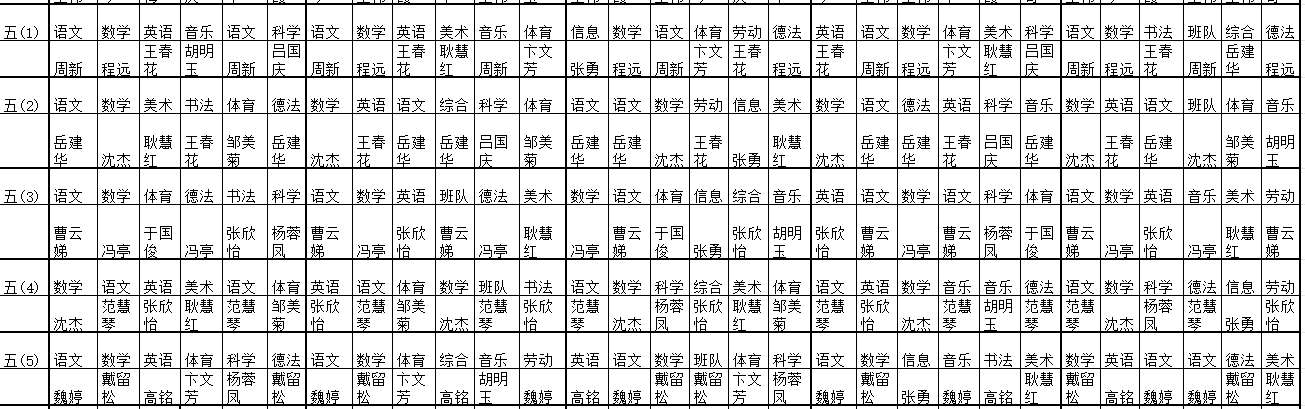 五(1) 语文 数学 英语 音乐 语文 科学 语文 数学 英语 美术 音乐 体育 信息 数学 语文 体育 劳动 德法 英语 语文 数学 体育 美术 科学 语文 数学 书法 班队 综合 德法
周新 程远 王春花 胡明玉 周新 吕国庆 周新 程远 王春花 耿慧红 周新 卞文芳 张勇 程远 周新 卞文芳 王春花 程远 王春花 周新 程远 卞文芳 耿慧红 吕国庆 周新 程远 王春花 周新 岳建华 程远
五(2) 语文 数学 美术 书法 体育 德法 数学 英语 语文 综合 科学 体育 语文 语文 数学 劳动 信息 美术 数学 语文 德法 英语 科学 音乐 数学 英语 语文 班队 体育 音乐
岳建华 沈杰 耿慧红 王春花 邹美菊 岳建华 沈杰 王春花 岳建华 岳建华 吕国庆 邹美菊 岳建华 岳建华 沈杰 王春花 张勇 耿慧红 沈杰 岳建华 岳建华 王春花 吕国庆 岳建华 沈杰 王春花 岳建华 沈杰 邹美菊 胡明玉
五(3) 语文 数学 体育 德法 书法 科学 语文 数学 英语 班队 德法 美术 数学 语文 体育 信息 综合 音乐 英语 语文 数学 语文 科学 体育 语文 数学 英语 音乐 美术 劳动
曹云娣 冯亭 于国俊 冯亭 张欣怡 杨蓉凤 曹云娣 冯亭 张欣怡 曹云娣 冯亭 耿慧红 冯亭 曹云娣 于国俊 张勇 张欣怡 胡明玉 张欣怡 曹云娣 冯亭 曹云娣 杨蓉凤 于国俊 曹云娣 冯亭 张欣怡 冯亭 耿慧红 曹云娣
五(4) 数学 语文 英语 美术 语文 体育 英语 语文 体育 数学 班队 书法 语文 数学 科学 综合 美术 体育 语文 英语 数学 音乐 音乐 德法 语文 数学 科学 德法 信息 劳动
沈杰 范慧琴 张欣怡 耿慧红 范慧琴 邹美菊 张欣怡 范慧琴 邹美菊 沈杰 范慧琴 张欣怡 范慧琴 沈杰 杨蓉凤 张欣怡 耿慧红 邹美菊 范慧琴 张欣怡 沈杰 范慧琴 胡明玉 范慧琴 范慧琴 沈杰 杨蓉凤 范慧琴 张勇 张欣怡
五(5) 语文 数学 英语 体育 科学 德法 语文 数学 体育 综合 音乐 劳动 英语 语文 数学 班队 体育 科学 语文 数学 信息 音乐 书法 美术 数学 英语 语文 语文 德法 美术
魏婷 戴留松 高铭 卞文芳 杨蓉凤 戴留松 魏婷 戴留松 卞文芳 高铭 胡明玉 魏婷 高铭 魏婷 戴留松 戴留松 卞文芳 杨蓉凤 魏婷 戴留松 张勇 魏婷 高铭 耿慧红 戴留松 高铭 魏婷 魏婷 戴留松 耿慧红